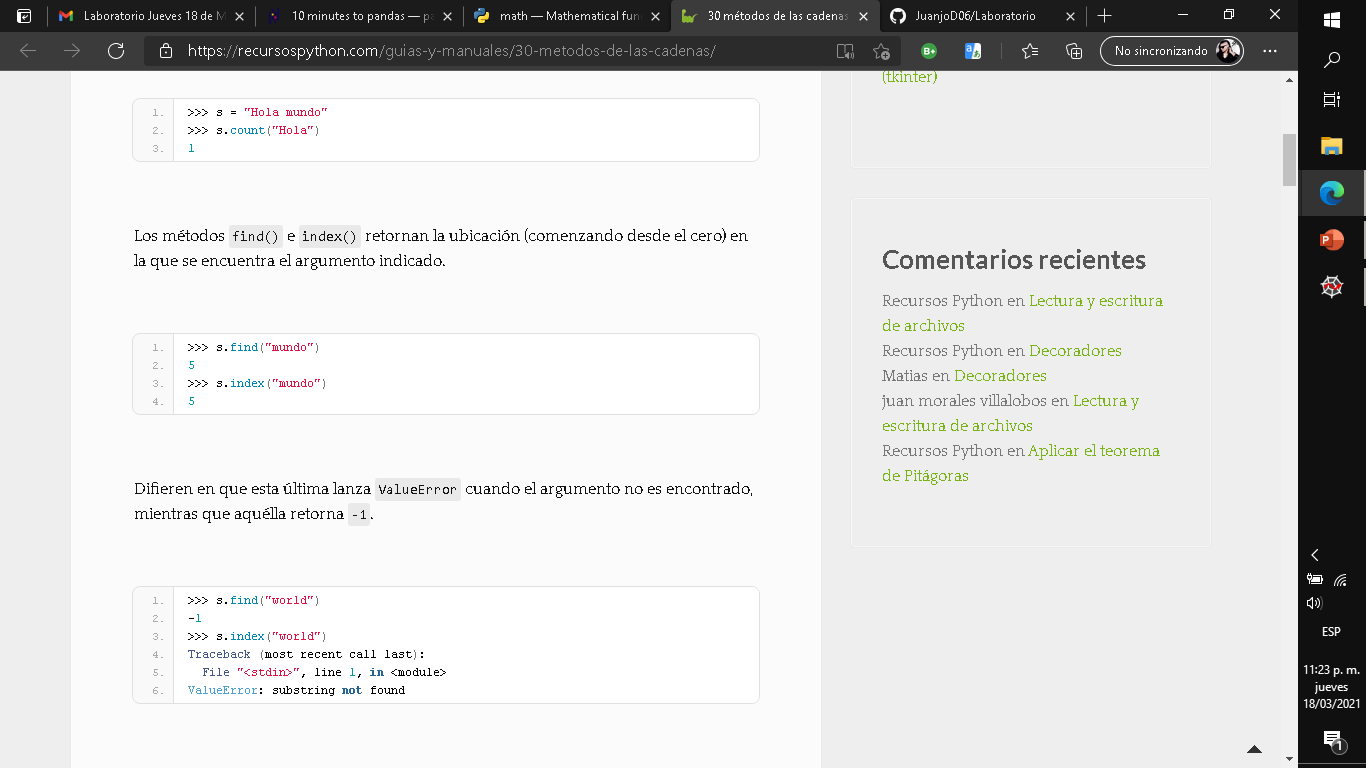 Laboratorio Jueves 18 de M
10 minutes to pandas — pa
math — Mathematical fun
30 métodos de las cadenas
JuanjoD06/Laboratorio
https://recursospython.com/guias-y-manuales/30-metodos-de-las-cadenas/
No sincronizando
(tkinter)
1. >>> s = "Hola mundo"
2. >>> s.count("Hola")
3. 1
Los métodos find() e index() retornan la ubicación (comenzando desde el cero) en
la que se encuentra el argumento indicado.
1. >>> s.find("mundo")
2. 5
3. >>> s.index("mundo")
4. 5
Difieren en que esta última lanza ValueError cuando el argumento no es encontrado,
mientras que aquélla retorna -1.
1. >>> s.find("world")
2. -1
3. >>> s.index("world")
4. Traceback (most recent call last):
5. File "<stdin>", line 1, in <module>
6. ValueError: substring not found
Comentarios recientes
Recursos Python en Lectura y escritura
de archivos
Recursos Python en Decoradores
Matias en Decoradores
juan morales villalobos en Lectura y
escritura de archivos
Recursos Python en Aplicar el teorema
de Pitágoras
ESP
11:23 p. m.
jueves
18/03/2021
1